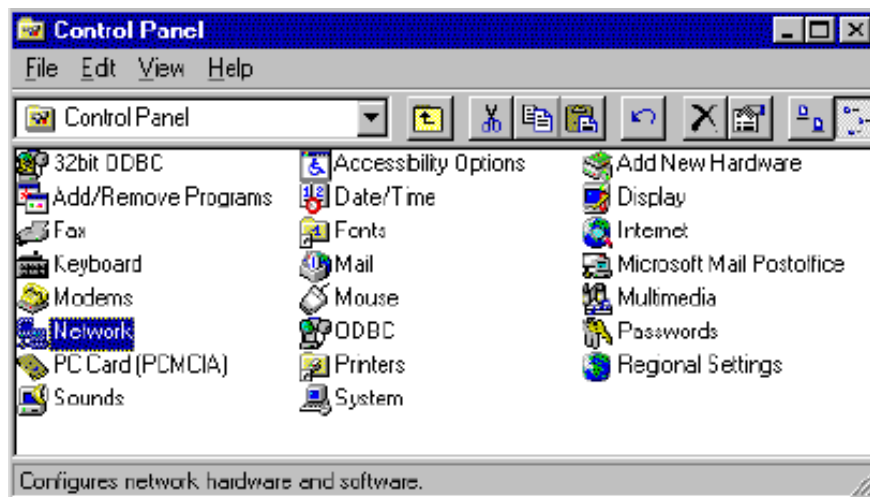 Control Panel
File Edit View Help
Control Panel
32bit ODBC Accessibility Options Add New Hardware
Add/Remove Programs Date/Time Display
Fax Fonts Internet
Keyboard Mail Microsoft Mail Postoffice
Modems Mouse Multimedia
Network ODBC Passwords
PC Card (PCMCIA) Printers Regional Settings
Sounds System
Configures network hardware and software.